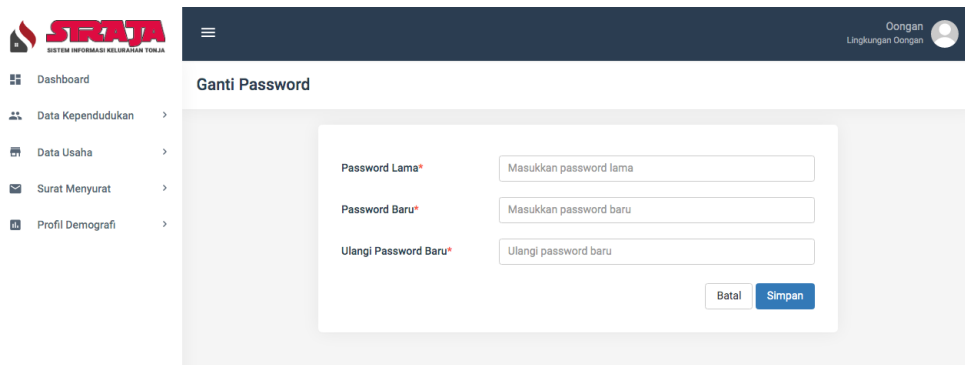 STRAJA
SISTEM INFORMASI KELURAHAN TONJA
Oongan
Lingkungan Oongan
Dashboard
Data Kependudukan
Data Usaha
Surat Menyurat
Profil Demografi
Ganti Password
Password Lama*
Masukkan password lama
Password Baru*
Masukkan password baru
Ulangi Password Baru*
Ulangi password baru
Batal
Simpan